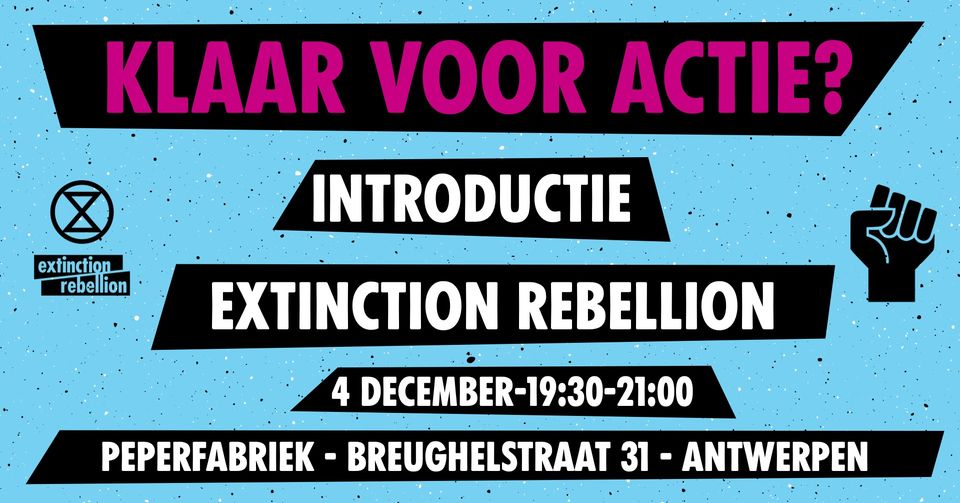 KLAAR VOOR ACTIE?
INTRODUCTIE
extinction
rebellion
EXTINCTION REBELLION
4 DECEMBER-19:30-21:00
PEPERFABRIEK - BREUGHELSTRAAT 31 - ANTWERPEN